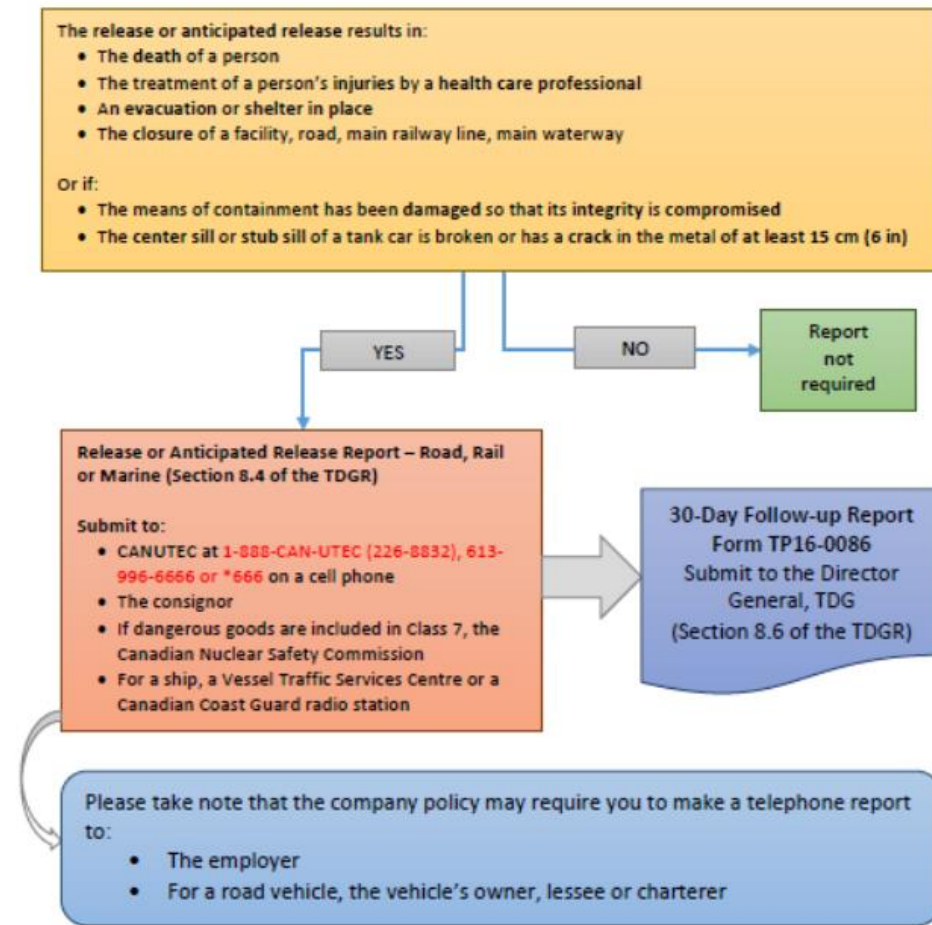 The release or anticipated release results in:
• The death of a person
• The treatment of a person's injuries by a health care professional
• An evacuation or shelter in place
• The closure of a facility, road, main railway line, main waterway
Or if:
• The means of containment has been damaged so that its integrity is compromised
• The center sill or stub sill of a tank car is broken or has a crack in the metal of at least 15 cm (6 in)
YES
NO
Report
not
required
Release or Anticipated Release Report – Road, Rail
or Marine (Section 8.4 of the TDGR)
Submit to:
• CANUTEC at 1-888-CAN-UTEC (226-8832), 613-
996-6666 or *666 on a cell phone
• The consignor
• If dangerous goods are included in Class 7, the
Canadian Nuclear Safety Commission
• For a ship, a Vessel Traffic Services Centre or a
Canadian Coast Guard radio station
30-Day Follow-up Report
Form TP16-0086
Submit to the Director
General, TDG
(Section 8.6 of the TDGR)
Please take note that the company policy may require you to make a telephone report
to:
• The employer
• For a road vehicle, the vehicle's owner, lessee or charterer